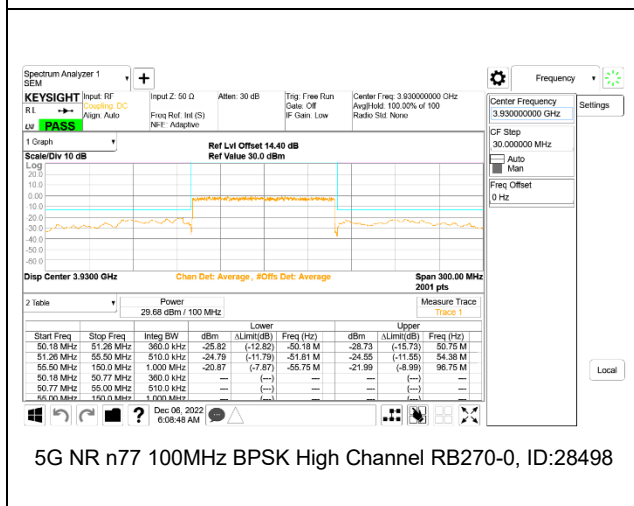 Spectrum Analyzer 1
SEM
Frequency
KEYSIGHT Input: RF Input Z: 50 Ω Atten: 30 dB Trig: Free Run Center Freq: 3.930000000 GHz
RL Coupling: DC Gate: Off Avg|Hold: 100.00% of 100
Align: Auto Freq Ref: Int (S) IF Gain: Low Radio Std: None
NFE: Adaptive
PASS
Center Frequency
3.93000000 GHz
Settings
CF Step
30.000000 MHz
Auto
Man
Freq Offset
0 Hz
1 Graph
Ref Lvl Offset 14.40 dB
Scale/Div 10 dB Ref Value 30.0 dBm
Log
20.0
10.0
0.00
-10.0
-20.0
-30.0
-40.0
-50.0
-60.0
Disp Center 3.9300 GHz Chan Det: Average , #Offs Det: Average Span 300.00 MHz
2001 pts
2 Table Power Measure Trace
29.68 dBm / 100 MHz Trace 1
Lower Upper
Start Freq Stop Freq Integ BW dBm ΔLimit(dB) Freq (Hz) dBm ΔLimit(dB) Freq (Hz)
50.18 MHz 51.26 MHz 360.0 kHz -25.82 (-12.82) -50.18 M -28.73 (-15.73) 50.75 M
51.26 MHz 55.50 MHz 510.0 kHz -24.79 (-11.79) -51.81 M -24.55 (-11.55) 54.38 M
55.50 MHz 150.0 MHz 1.000 MHz -20.87 (-7.87) -55.75 M -21.99 (-8.99) 96.75 M
50.18 MHz 50.77 MHz 360.0 kHz --- (---) --- (---)
50.77 MHz 55.00 MHz 510.0 kHz --- (---) --- (---)
55.00 MHz 150.0 MHz 1.000 MHz --- (---) --- (---)
Local
Dec 06, 2022
6:08:48 AM
5G NR n77 100MHz BPSK High Channel RB270-0, ID:28498